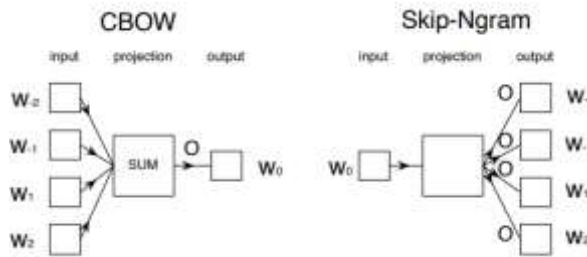 CBOW
input projection output
w-2
w-1
w1
w2
SUM
O
w0
Skip-Ngram
input projection output
w0
O
O
O
O